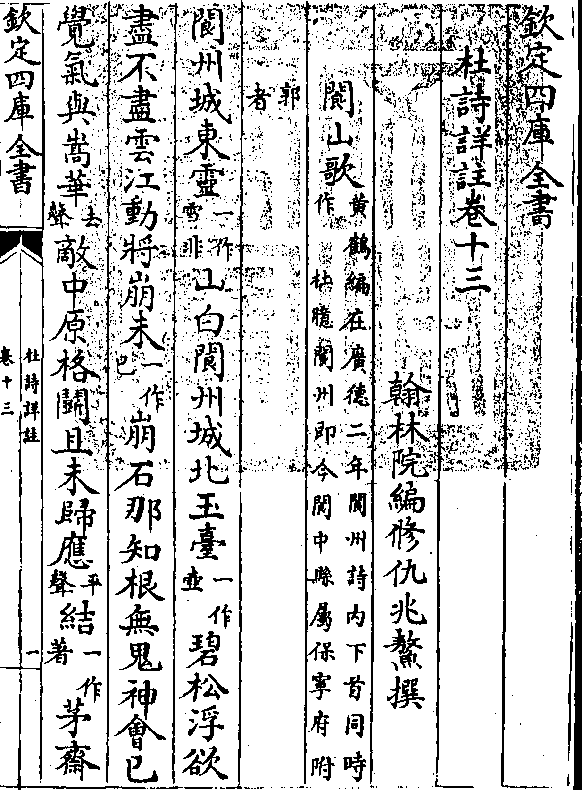 欽定四庫全書
杜詩詳註卷十三
翰林院編修仇兆鰲撰
閬山歌黃鶴編在廣德二年閬州詩内下首同時作 杜臆閬州即今閬中縣屬保寧府附
郭者
閬州城東靈一作雪非山白閬州城北玉臺一作壺碧松浮欲
盡不盡雲江動將崩未一作已崩石那知根無鬼神會已
覺氣與嵩華去聲敵中原格鬭且未歸應平聲結一作著茅齋
欽定四庫全書
杜詩詳註
卷十三
一